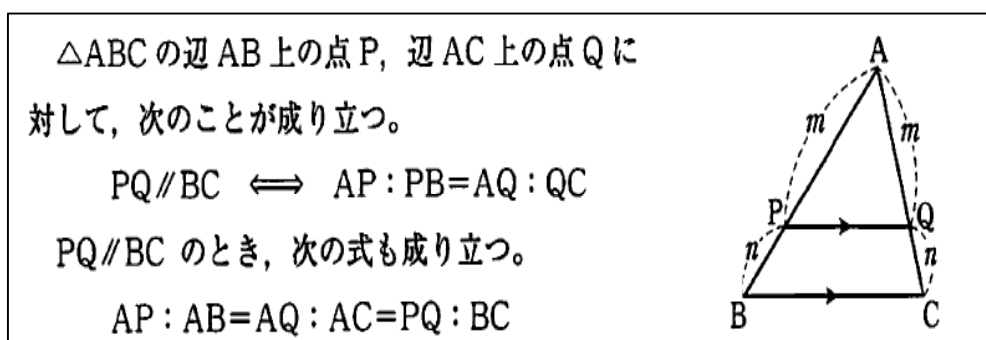 △ABCの辺AB上の点P,辺AC上の点Qに
対して,次のことが成り立つ。
PQ∥BC ⟺ AP:PB=AQ:QC
PQ∥BC のとき,次の式も成り立つ。
AP:AB=AQ:AC=PQ:BC
A
m
m
P
Q
n
n
B
C